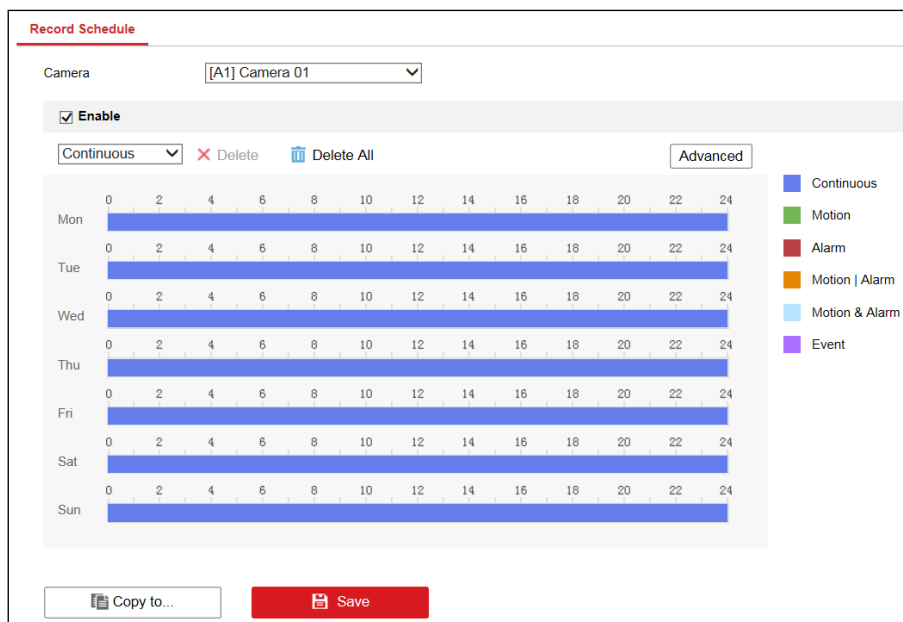 Record Schedule
Camera [A1] Camera 01
Enable
Continuous Delete Delete All Advanced
Continuous
Motion
Alarm
Motion | Alarm
Motion & Alarm
Event
0 2 4 6 8 10 12 14 16 18 20 22 24
Mon
0 2 4 6 8 10 12 14 16 18 20 22 24
Tue
0 2 4 6 8 10 12 14 16 18 20 22 24
Wed
0 2 4 6 8 10 12 14 16 18 20 22 24
Thu
0 2 4 6 8 10 12 14 16 18 20 22 24
Fri
0 2 4 6 8 10 12 14 16 18 20 22 24
Sat
0 2 4 6 8 10 12 14 16 18 20 22 24
Sun
Copy to... Save